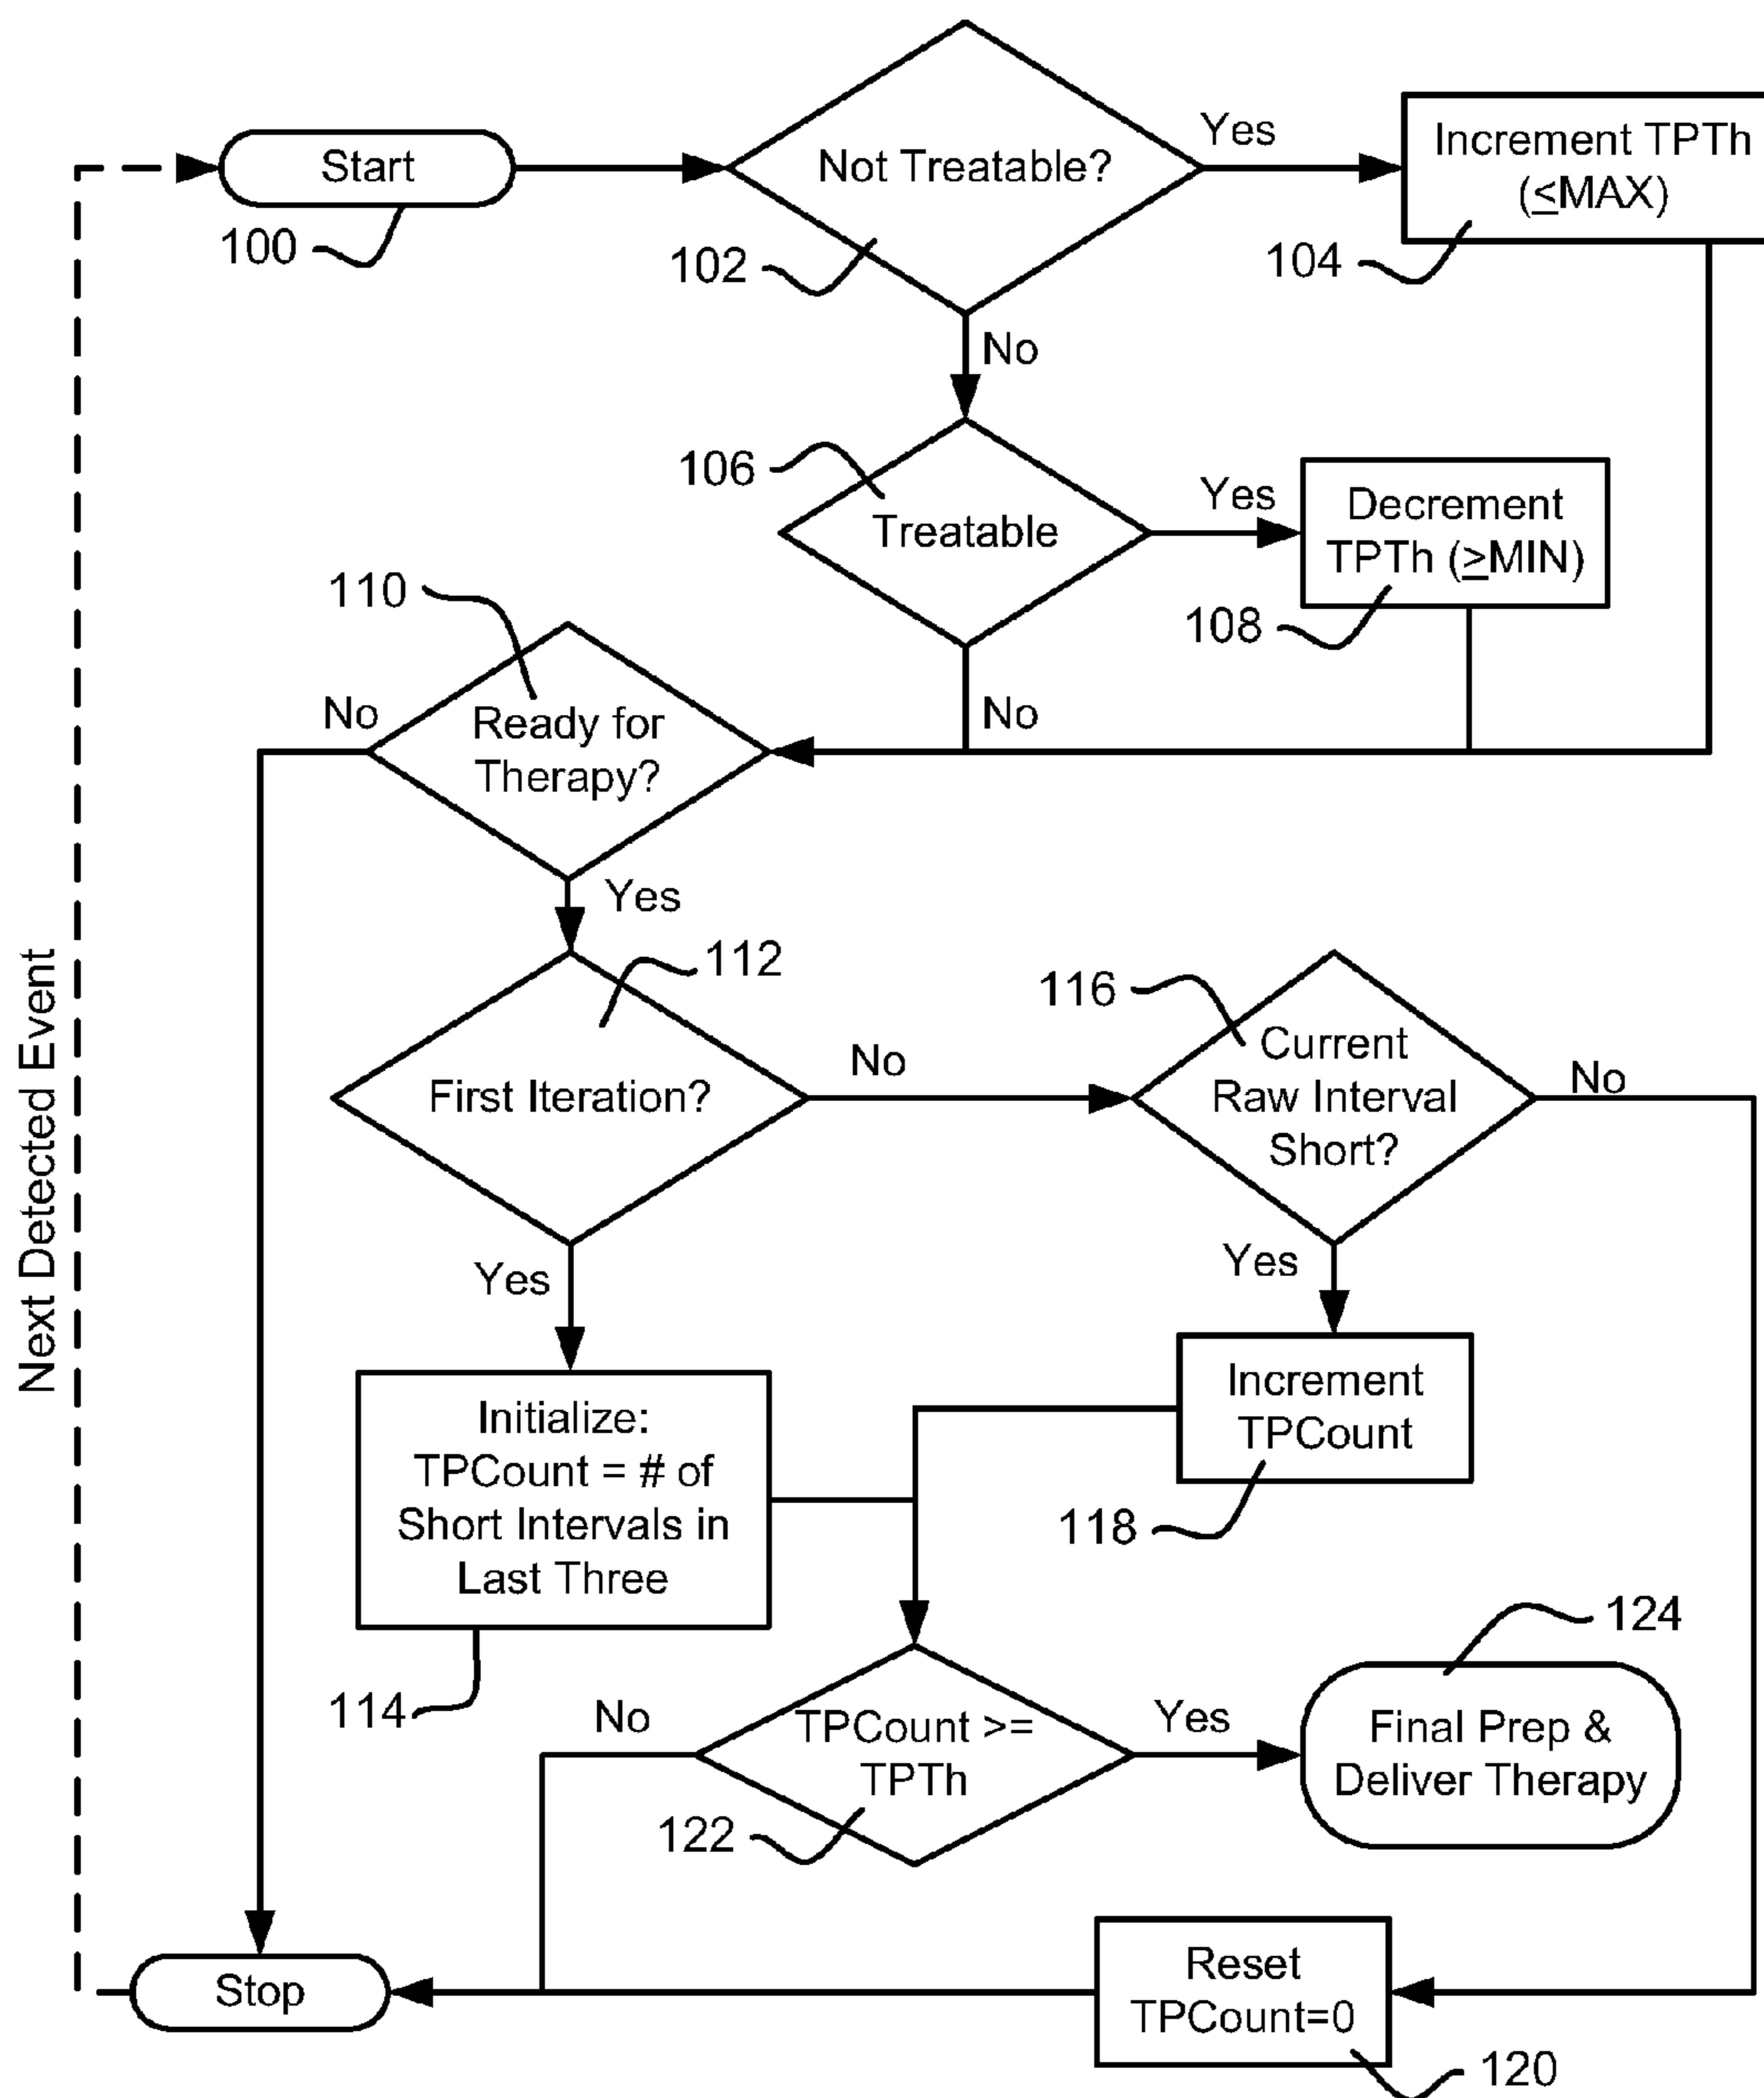 Start
100
Not Treatable?
102
Yes
Increment TPTh
(≤MAX)
104
No
106
Treatable
Yes
Decrement
TPTh (≥MIN)
108
110
No
Ready for
Therapy?
No
Yes
112
First Iteration?
No
116
Current
Raw Interval
Short?
No
Next Detected Event
Yes
Yes
Initialize:
TPCount = # of
Short Intervals in
Last Three
114
Increment
TPCount
118
No
TPCount >=
TPTh
122
Yes
124
Final Prep &
Deliver Therapy
Stop
Reset
TPCount=0
120